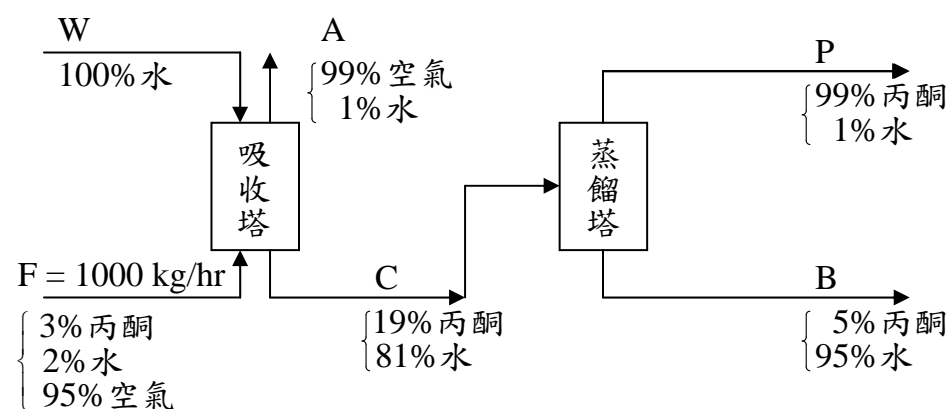 W
100%水
A
99%空氣
1%水
吸收塔
F = 1000 kg/hr
3%丙酮
2%水
95%空氣
C
19%丙酮
81%水
蒸餾塔
P
99%丙酮
1%水
B
5%丙酮
95%水